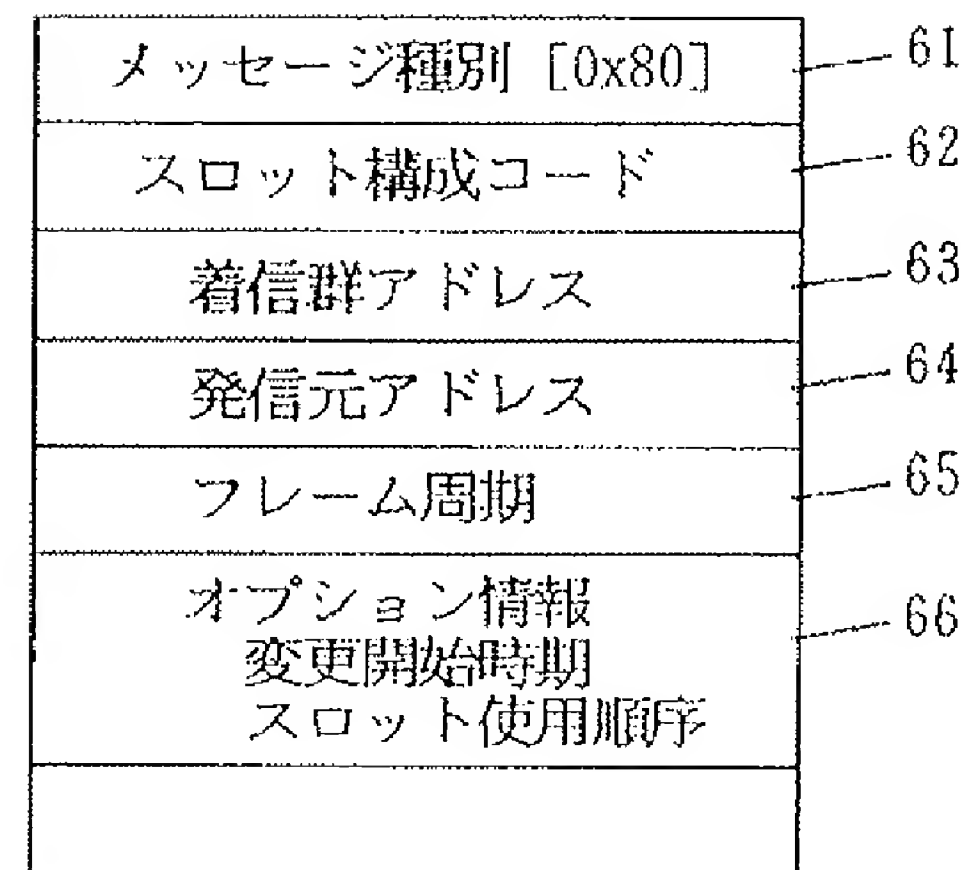 メッセージ種別 [0x80] 61
スロット構成コード 62
着信群アドレス 63
発信元アドレス 64
フレーム周期 65
オプション情報 66
変更開始時期
スロット使用順序